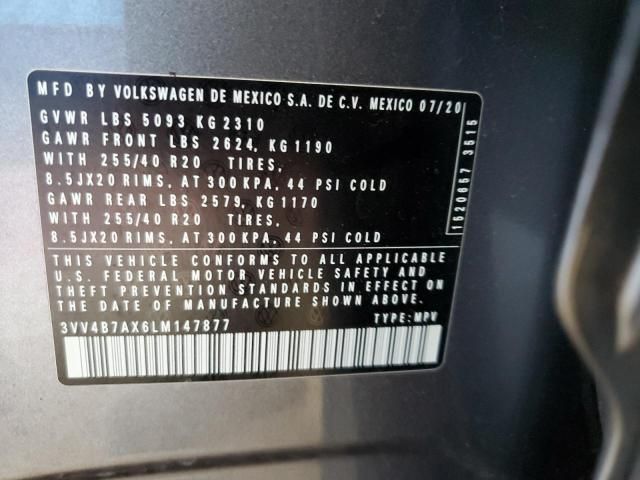 MFD BY VOLKSWAGEN DE MEXICO S.A. DE C.V. MEXICO 07/20
GVWR LBS 5093 KG 2310
GAWR FRONT LBS 2624, KG 1190
WITH 255/40 R20 TIRES,
8.5JX20 RIMS, AT 300 KPA, 44 PSI COLD
GAWR REAR LBS 2579, KG 1170
WITH 255/40 R20 TIRES,
8.5JX20 RIMS, AT 300 KPA, 44 PSI COLD
THIS VEHICLE CONFORMS TO ALL APPLICABLE
U.S. FEDERAL MOTOR VEHICLE SAFETY AND
THEFT PREVENTION STANDARDS IN EFFECT ON
THE DATE OF MANUFACTURE SHOWN ABOVE.
3VV4B7AX6LM147877 TYPE: MPV
1520657 3515